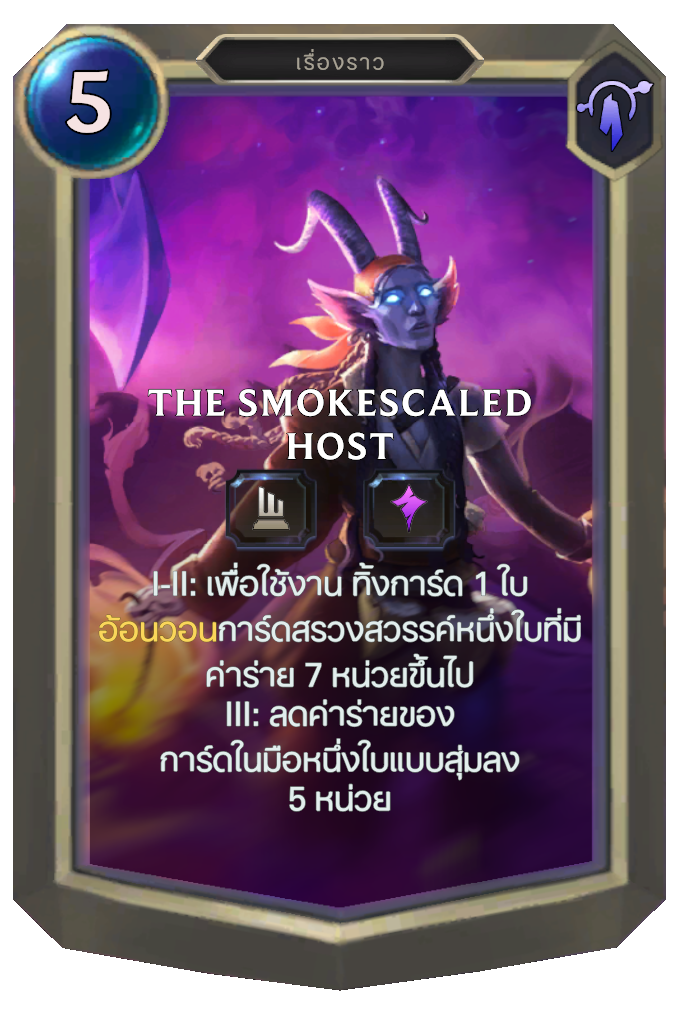 5
เรื่องราว
THE SMOKESCALED
HOST
I-II: เพื่อใช้งาน ทิ้งการ์ด 1 ใบ
อ้อนวอนการ์ดสรวงสวรรค์หนึ่งใบที่มี
ค่าร่าย 7 หน่วยขึ้นไป
III: ลดค่าร่ายของ
การ์ดในมือหนึ่งใบแบบสุ่มลง
5 หน่วย